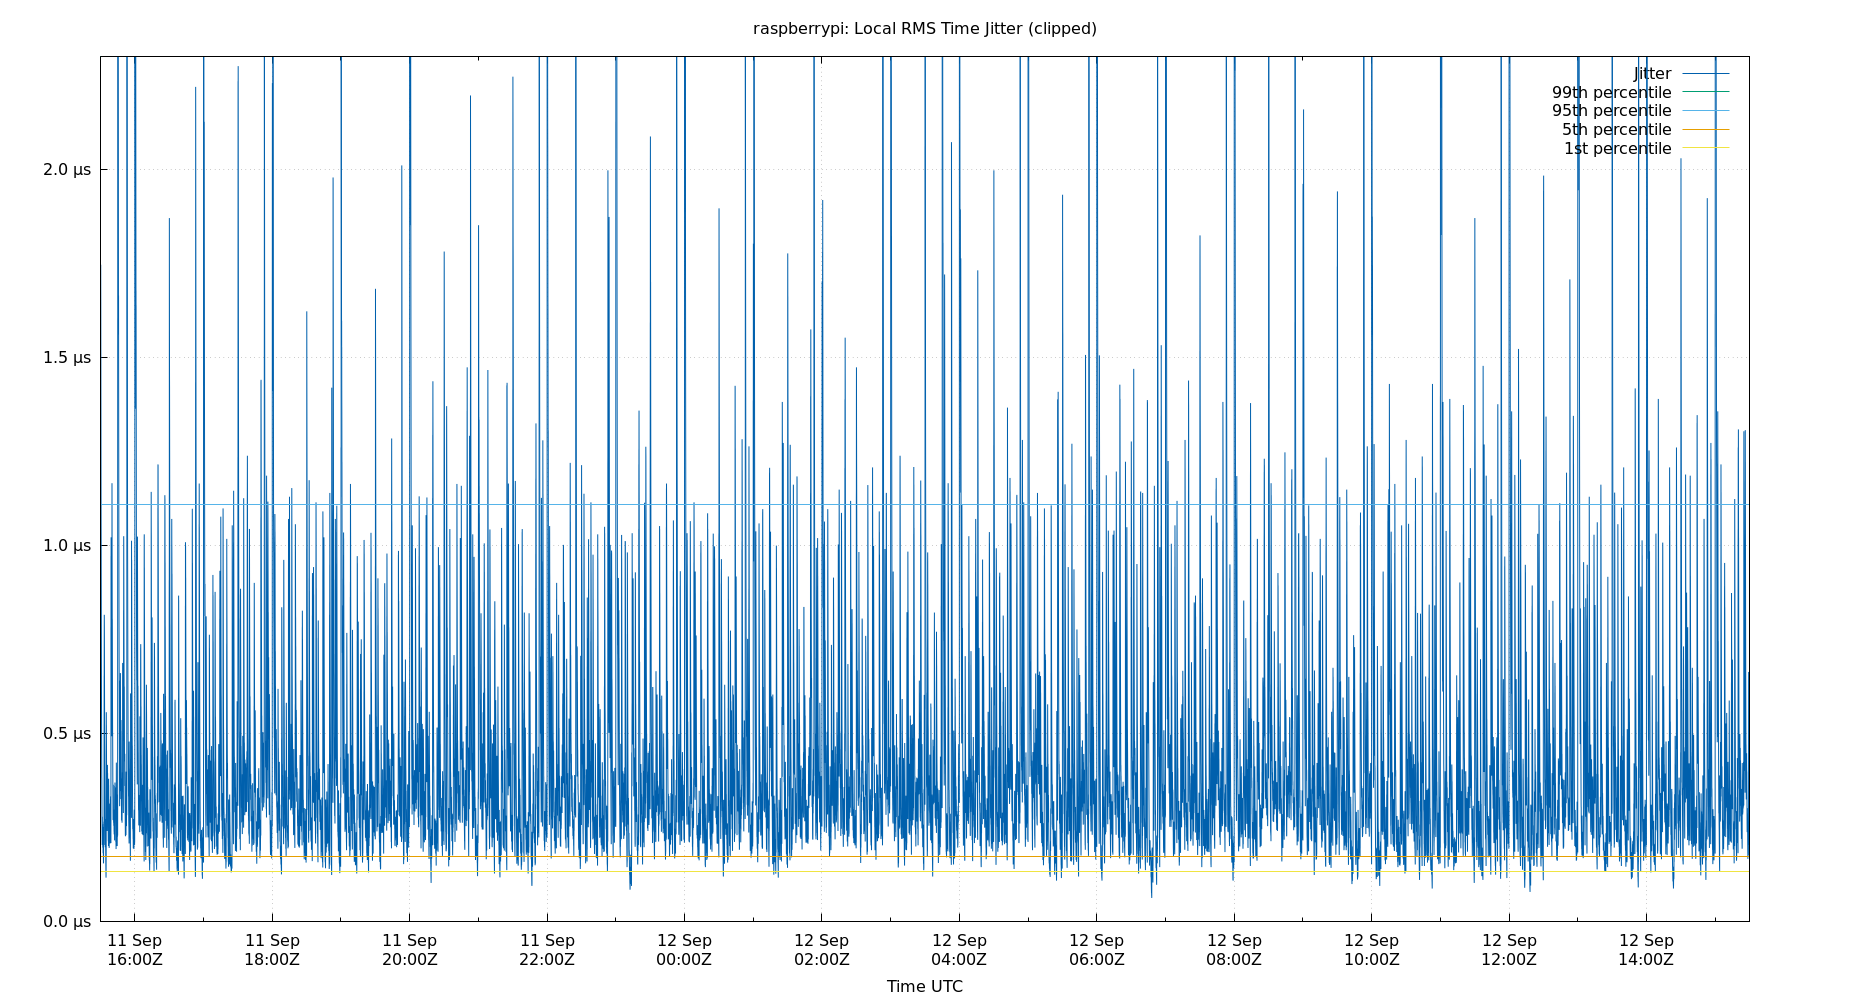 raspberrypi: Local RMS Time Jitter (clipped)
Jitter
99th percentile
95th percentile
5th percentile
1st percentile
2.0 µs
1.5 µs
1.0 µs
0.5 µs
0.0 µs
11 Sep 11 Sep 11 Sep 11 Sep 12 Sep 12 Sep 12 Sep 12 Sep 12 Sep 12 Sep 12 Sep 12 Sep
16:00Z 18:00Z 20:00Z 22:00Z 00:00Z 02:00Z 04:00Z 06:00Z 08:00Z 10:00Z 12:00Z 14:00Z
Time UTC